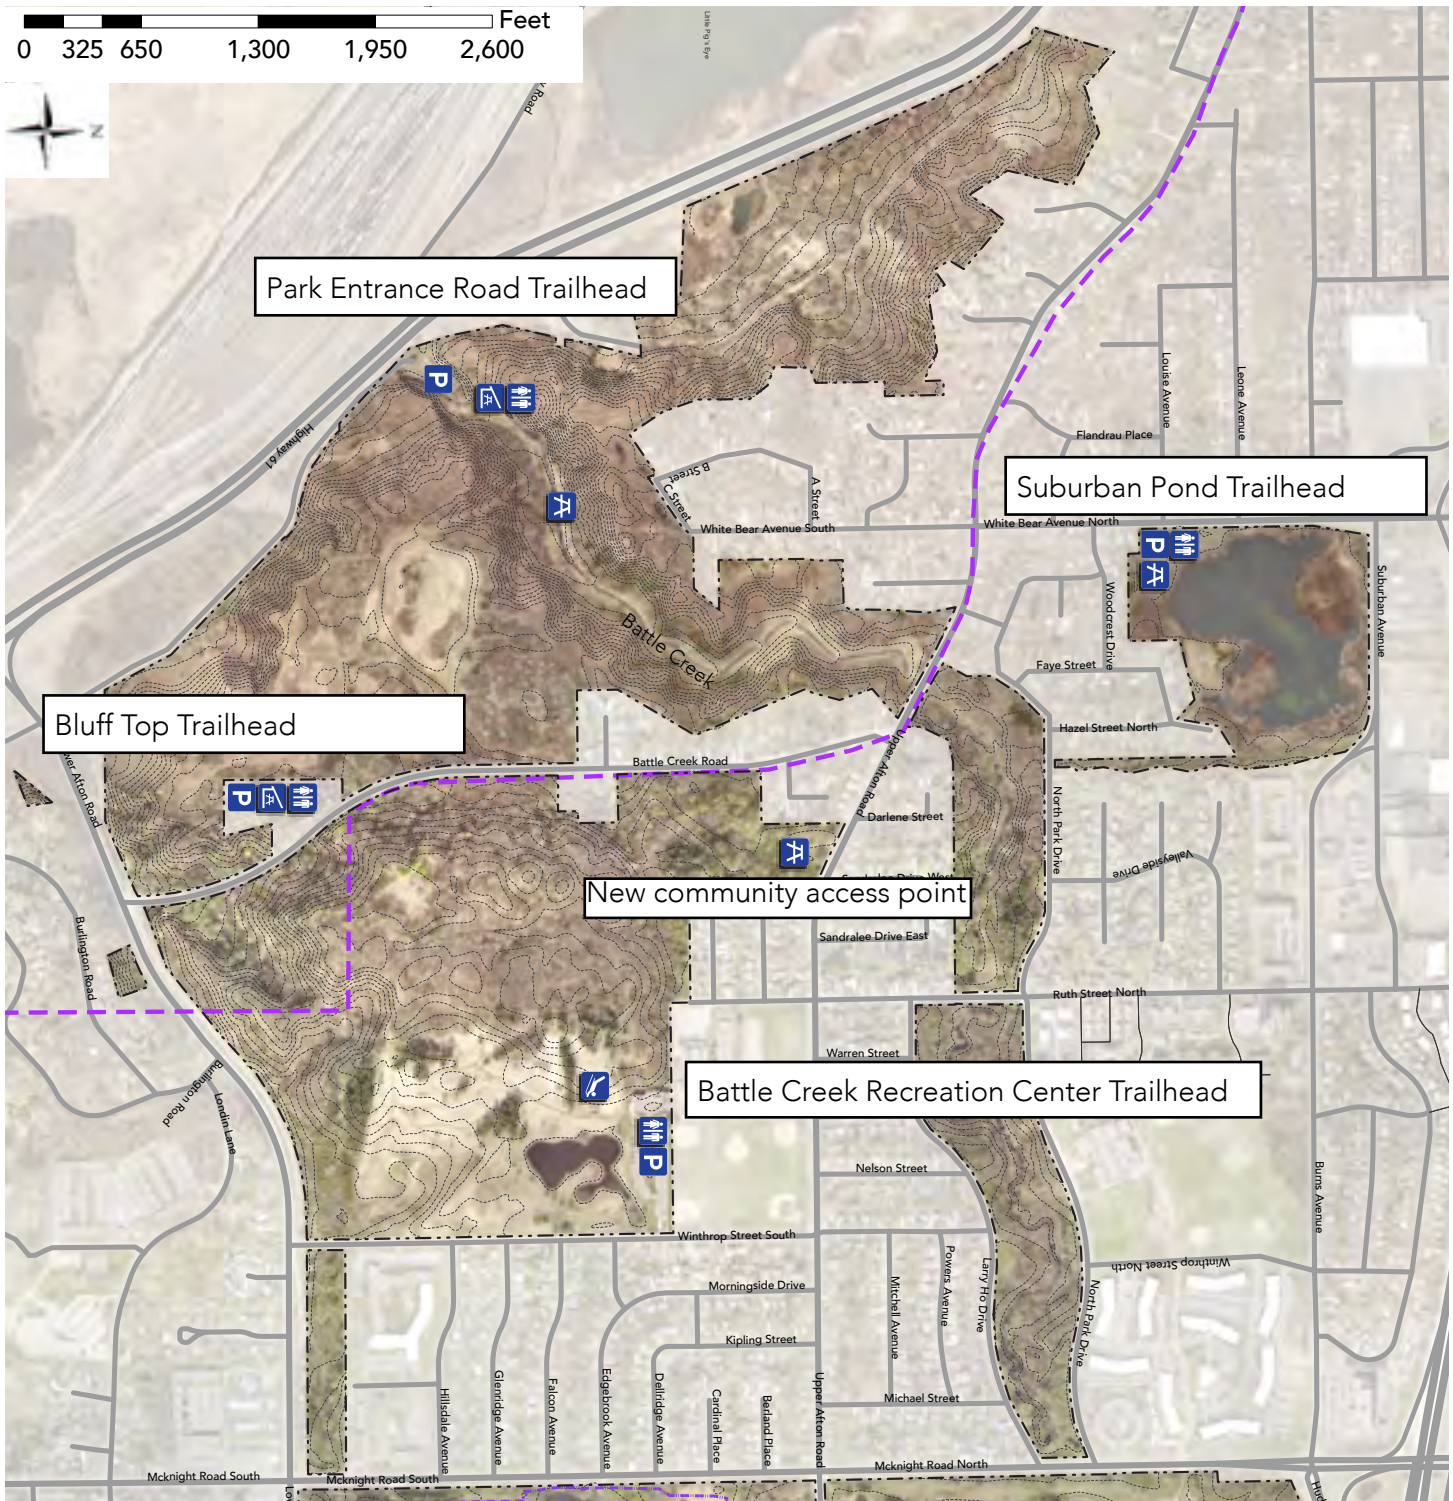 Feet
0 325 650 1,300 1,950 2,600
N
Little Pig's Eye
Road
Park Entrance Road Trailhead
P
Highway 61
Louise Avenue
Leone Avenue
Flandrau Place
B Street
C Street
A Street
Suburban Pond Trailhead
White Bear Avenue South
White Bear Avenue North
P
Woodcrest Drive
Suburban Avenue
Battle Creek
Faye Street
Bluff Top Trailhead
Hazel Street North
Battle Creek Road
Upper Afton Road
P
Afton Road
Darlene Street
North Park Drive
Valleyside Drive
New community access point
Burlington Road
Sandralee Drive East
Ruth Street North
Warren Street
Battle Creek Recreation Center Trailhead
Burlington Road
Londin Lane
P
Nelson Street
Burns Avenue
Winthrop Street South
Winthrop Street North
Morningside Drive
Mitchell Avenue
Powers Avenue
Larry Ho Drive
North Park Drive
Kipling Street
Hillsdale Avenue
Glenridge Avenue
Falcon Avenue
Edgebrook Avenue
Dellridge Avenue
Cardinal Place
Berland Place
Upper Afton Road
Michael Street
Mcknight Road South
Mcknight Road South
Mcknight Road North